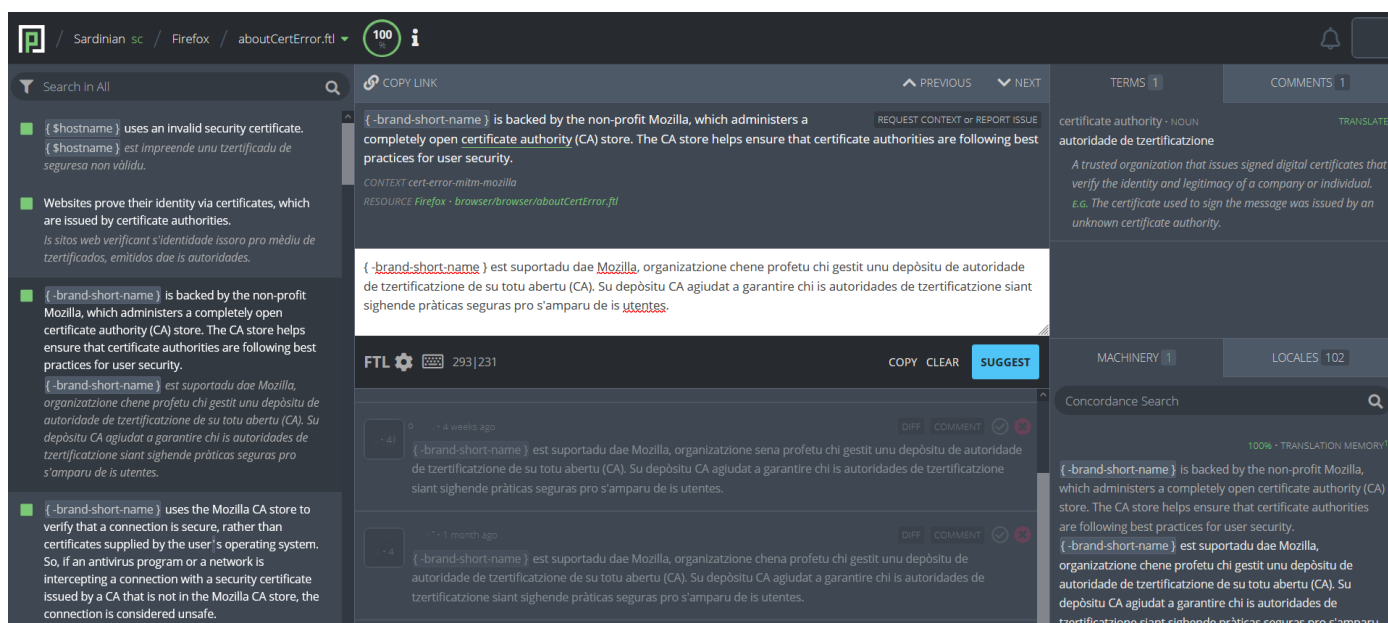 Sardinian sc / Firefox / aboutCertError.ftl
100
%
Search in All
{ $hostname } uses an invalid security certificate.
{ $hostname } est impreende unu tzertificadu de
seguresa non vàlidu.
Websites prove their identity via certificates, which
are issued by certificate authorities.
Is sitos web verìficant s'identidade issoro pro mèdiu de
tzertificados, emìtidos dae is autoridades.
{ -brand-short-name } is backed by the non-profit
Mozilla, which administers a completely open
certificate authority (CA) store. The CA store helps
ensure that certificate authorities are following best
practices for user security.
{ -brand-short-name } est suportadu dae Mozilla,
organizatzione chene profetu chi gestit unu depòsitu de
autoridade de tzertificatzione de su totu abertu (CA). Su
depòsitu CA agiudat a garantire chi is autoridades de
tzertificatzione siant sighende pràticas seguras pro
s'amparu de is utentes.
{ -brand-short-name } uses the Mozilla CA store to
verify that a connection is secure, rather than
certificates supplied by the user's operating system.
So, if an antivirus program or a network is
intercepting a connection with a security certificate
issued by a CA that is not in the Mozilla CA store, the
connection is considered unsafe.
COPY LINK
PREVIOUS
NEXT
{ -brand-short-name } is backed by the non-profit Mozilla, which administers a
REQUEST CONTEXT or REPORT ISSUE
completely open certificate authority (CA) store. The CA store helps ensure that certificate authorities are following best
practices for user security.
CONTEXT cert-error-mitm-mozilla
RESOURCE Firefox • browser/browser/aboutCertError.ftl
{ -brand-short-name } est suportadu dae Mozilla, organizatzione chene profetu chi gestit unu depòsitu de autoridade
de tzertificatzione de su totu abertu (CA). Su depòsitu CA agiudat a garantire chi is autoridades de tzertificatzione siant
sighende pràticas seguras pro s'amparu de is utentes.
FTL
293|231
COPY CLEAR
SUGGEST
• 4 weeks ago
DIFF COMMENT
{ -brand-short-name } est suportadu dae Mozilla, organizatzione sena profetu chi gestit unu depòsitu de autoridade
de tzertificatzione de su totu abertu (CA). Su depòsitu CA agiudat a garantire chi is autoridades de tzertificatzione
siant sighende pràticas seguras pro s'amparu de is utentes.
• 1 month ago
DIFF COMMENT
{ -brand-short-name } est suportadu dae Mozilla, organizatzione chena profetu chi gestit unu depòsitu de
autoridade de tzertificatzione de su totu abertu (CA). Su depòsitu CA agiudat a garantire chi is autoridades de
tzertificatzione siant sighende pràticas seguras pro s'amparu de is utentes.
TERMS 1
COMMENTS 1
certificate authority • NOUN
TRANSLATE
autoridade de tzertificatzione
A trusted organization that issues signed digital certificates that
verify the identity and legitimacy of a company or individual.
E.G. The certificate used to sign the message was issued by an
unknown certificate authority.
MACHINERY 1
LOCALES 102
Concordance Search
100% • TRANSLATION MEMORY
{ -brand-short-name } is backed by the non-profit Mozilla,
which administers a completely open certificate authority (CA)
store. The CA store helps ensure that certificate authorities
are following best practices for user security.
{ -brand-short-name } est suportadu dae Mozilla,
organizatzione chene profetu chi gestit unu depòsitu de
autoridade de tzertificatzione de su totu abertu (CA). Su
depòsitu CA agiudat a garantire chi is autoridades de
tzertificatzione siant sighende pràticas seguras pro s'amparu